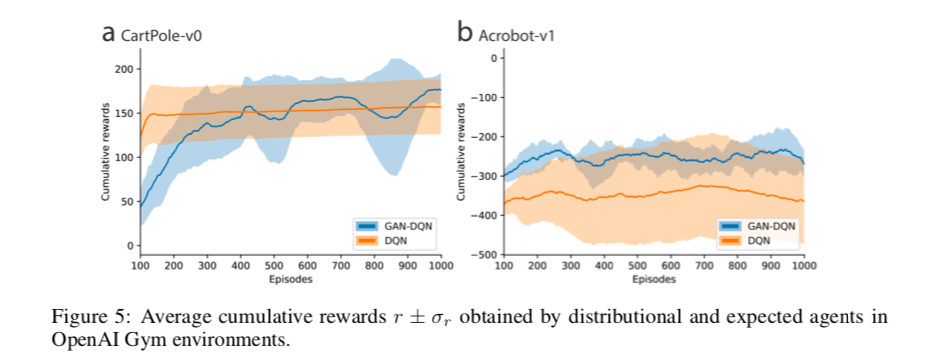 a CartPole-v0
200
150
100
50
0
Cumulative rewards
100 200 300 400 500 600 700 800 900 1000
Episodes
GAN-DQN
DQN
b Acrobot-v1
0
−100
−200
−300
−400
−500
Cumulative rewards
100 200 300 400 500 600 700 800 900 1000
Episodes
GAN-DQN
DQN
Figure 5: Average cumulative rewards r ± σr obtained by distributional and expected agents in
OpenAI Gym environments.